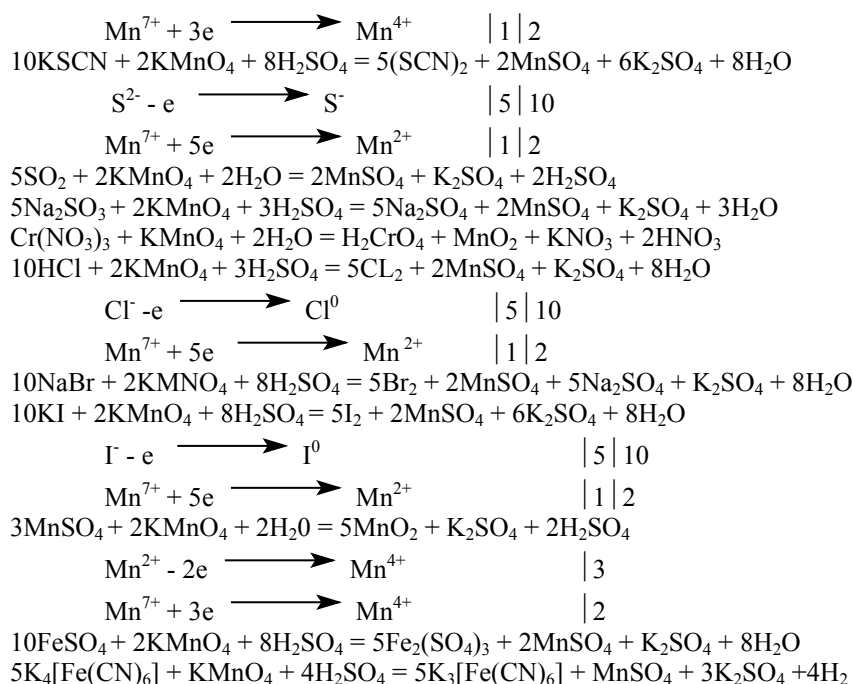 Mn⁷⁺ + 3e ⟶ Mn⁴⁺ |1|2
10KSCN + 2KMnO₄ + 8H₂SO₄ = 5(SCN)₂ + 2MnSO₄ + 6K₂SO₄ + 8H₂O
S²⁻ - e ⟶ S⁻ |5|10
Mn⁷⁺ + 5e ⟶ Mn²⁺ |1|2
5SO₂ + 2KMnO₄ + 2H₂O = 2MnSO₄ + K₂SO₄ + 2H₂SO₄
5Na₂SO₃ + 2KMnO₄ + 3H₂SO₄ = 5Na₂SO₄ + 2MnSO₄ + K₂SO₄ + 3H₂O
Cr(NO₃)₃ + KMnO₄ + 2H₂O = H₂CrO₄ + MnO₂ + KNO₃ + 2HNO₃
10HCl + 2KMnO₄ + 3H₂SO₄ = 5CL₂ + 2MnSO₄ + K₂SO₄ + 8H₂O
Cl⁻ -e ⟶ Cl⁰ |5|10
Mn⁷⁺ + 5e ⟶ Mn²⁺ |1|2
10NaBr + 2KMNO₄ + 8H₂SO₄ = 5Br₂ + 2MnSO₄ + 5Na₂SO₄ + K₂SO₄ + 8H₂O
10KI + 2KMnO₄ + 8H₂SO₄ = 5I₂ + 2MnSO₄ + 6K₂SO₄ + 8H₂O
I⁻ - e ⟶ I⁰ |5|10
Mn⁷⁺ + 5e ⟶ Mn²⁺ |1|2
3MnSO₄ + 2KMnO₄ + 2H₂0 = 5MnO₂ + K₂SO₄ + 2H₂SO₄
Mn²⁺ - 2e ⟶ Mn⁴⁺ |3
Mn⁷⁺ + 3e ⟶ Mn⁴⁺ |2
10FeSO₄ + 2KMnO₄ + 8H₂SO₄ = 5Fe₂(SO₄)₃ + 2MnSO₄ + K₂SO₄ + 8H₂O
5K₄[Fe(CN)₆] + KMnO₄ + 4H₂SO₄ = 5K₃[Fe(CN)₆] + MnSO₄ + 3K₂SO₄ +4H₂